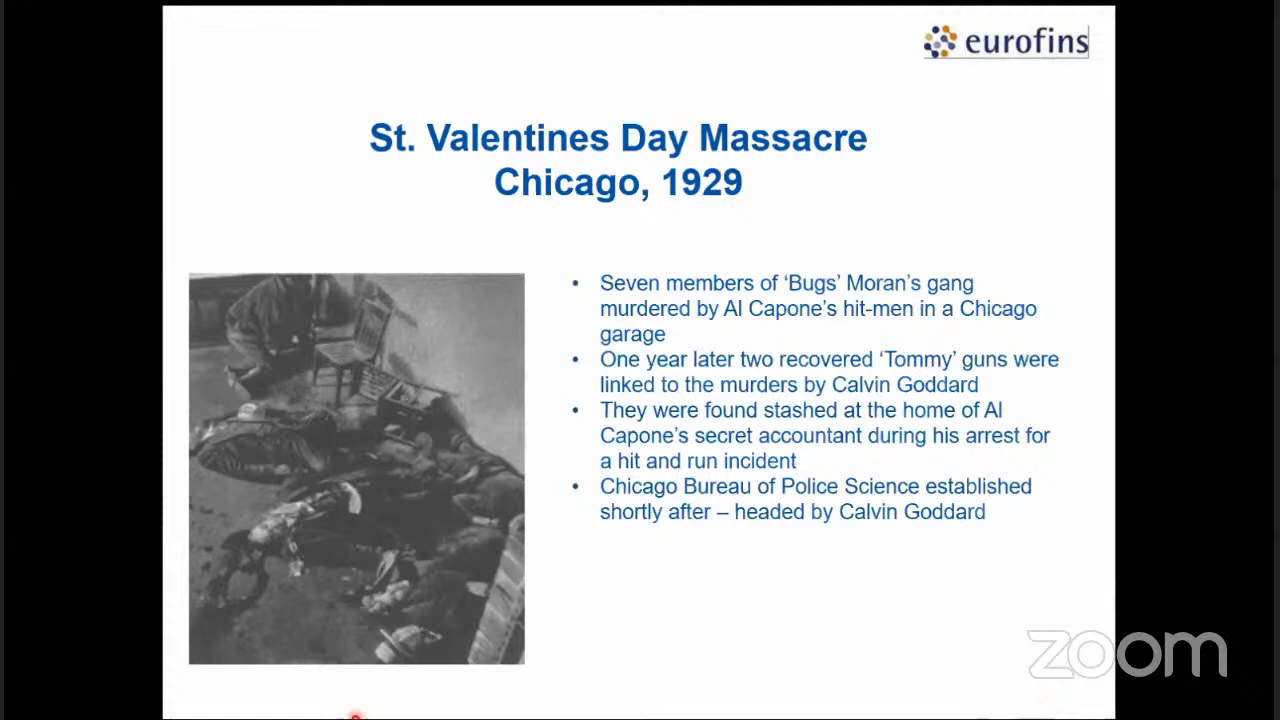 eurofins
St. Valentines Day Massacre
Chicago, 1929
• Seven members of ‘Bugs’ Moran’s gang
murdered by Al Capone’s hit-men in a Chicago
garage
• One year later two recovered ‘Tommy’ guns were
linked to the murders by Calvin Goddard
• They were found stashed at the home of Al
Capone’s secret accountant during his arrest for
a hit and run incident
• Chicago Bureau of Police Science established
shortly after – headed by Calvin Goddard
zoom